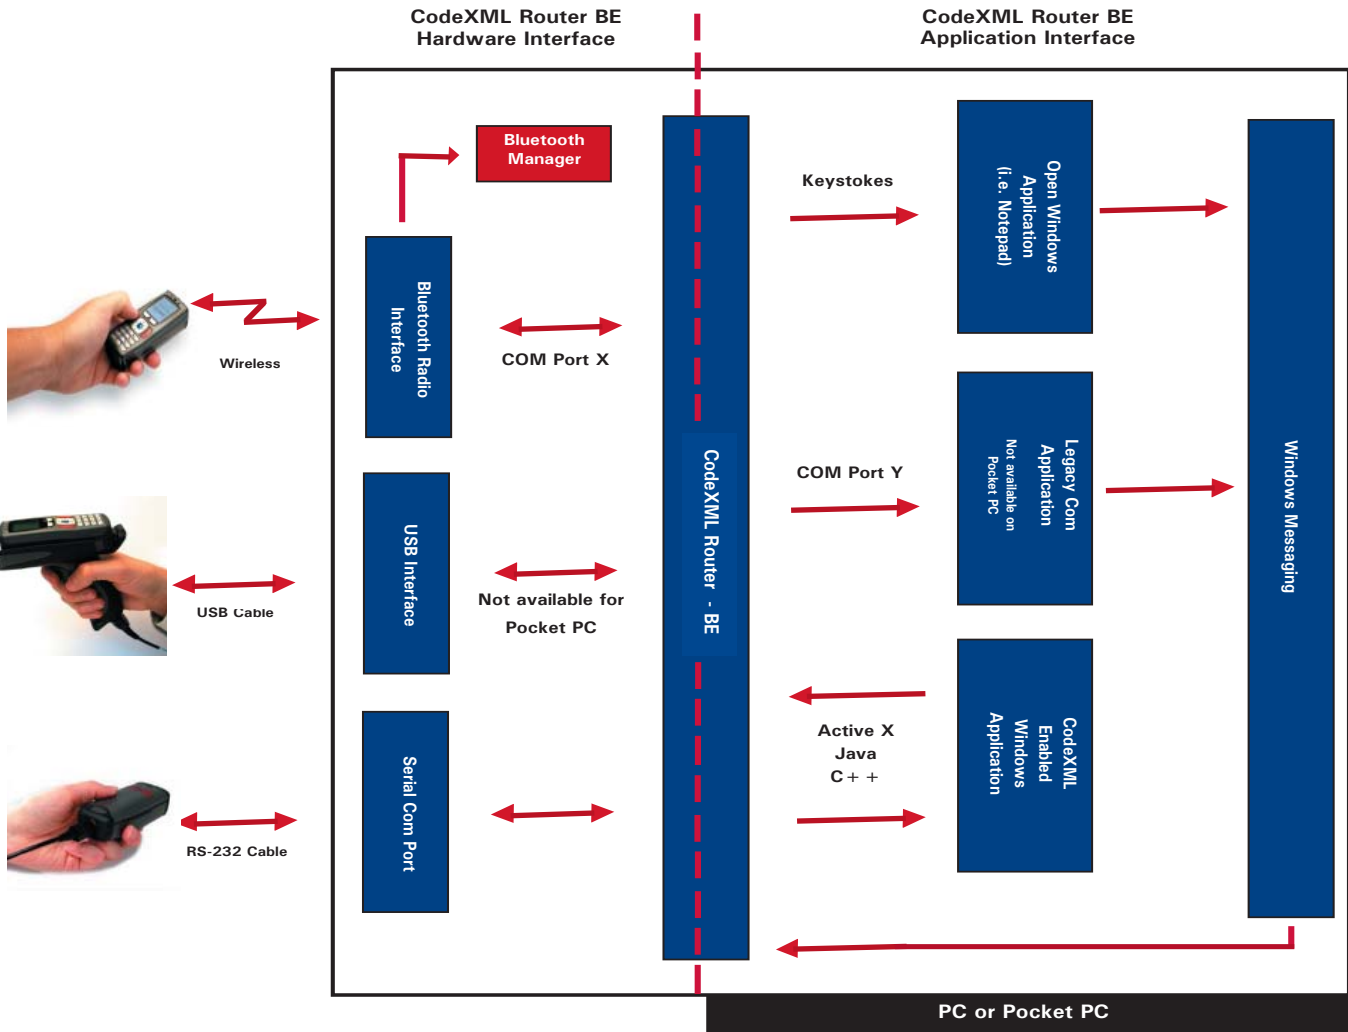 CodeXML Router BE
Hardware Interface
CodeXML Router BE
Application Interface
Bluetooth
Manager
Bluetooth Radio
Interface
Wireless
COM Port X
USB Interface
USB Cable
Not available for
Pocket PC
Serial Com Port
RS-232 Cable
CodeXML Router - BE
Keystokes
Open Windows
Application
(i.e. Notepad)
COM Port Y
Legacy Com
Application
Not available on
Pocket PC
Active X
Java
C++
CodeXML
Enabled
Windows
Application
Windows Messaging
PC or Pocket PC